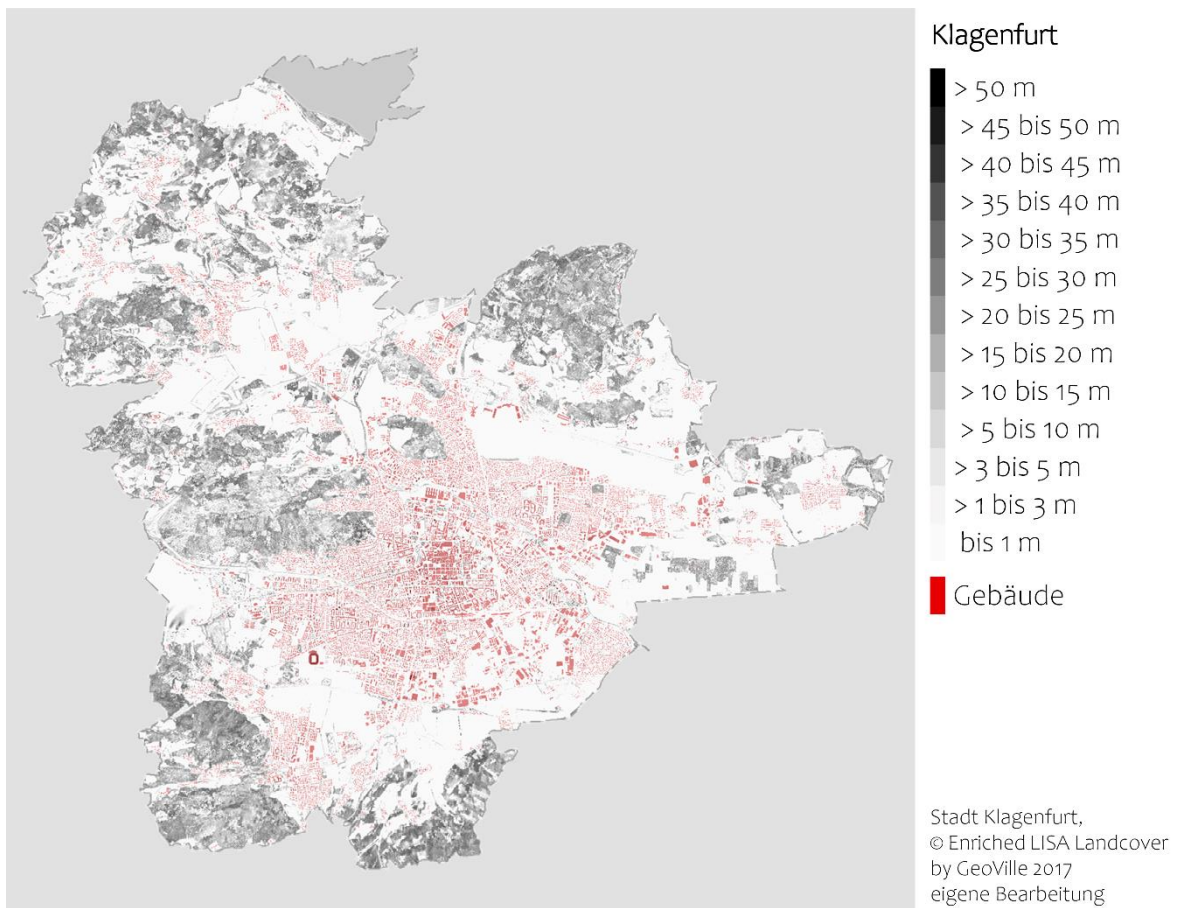 Klagenfurt
> 50 m
> 45 bis 50 m
> 40 bis 45 m
> 35 bis 40 m
> 30 bis 35 m
> 25 bis 30 m
> 20 bis 25 m
> 15 bis 20 m
> 10 bis 15 m
> 5 bis 10 m
> 3 bis 5 m
> 1 bis 3 m
bis 1 m
Gebäude
Stadt Klagenfurt,
© Enriched LISA Landcover
by GeoVille 2017
eigene Bearbeitung